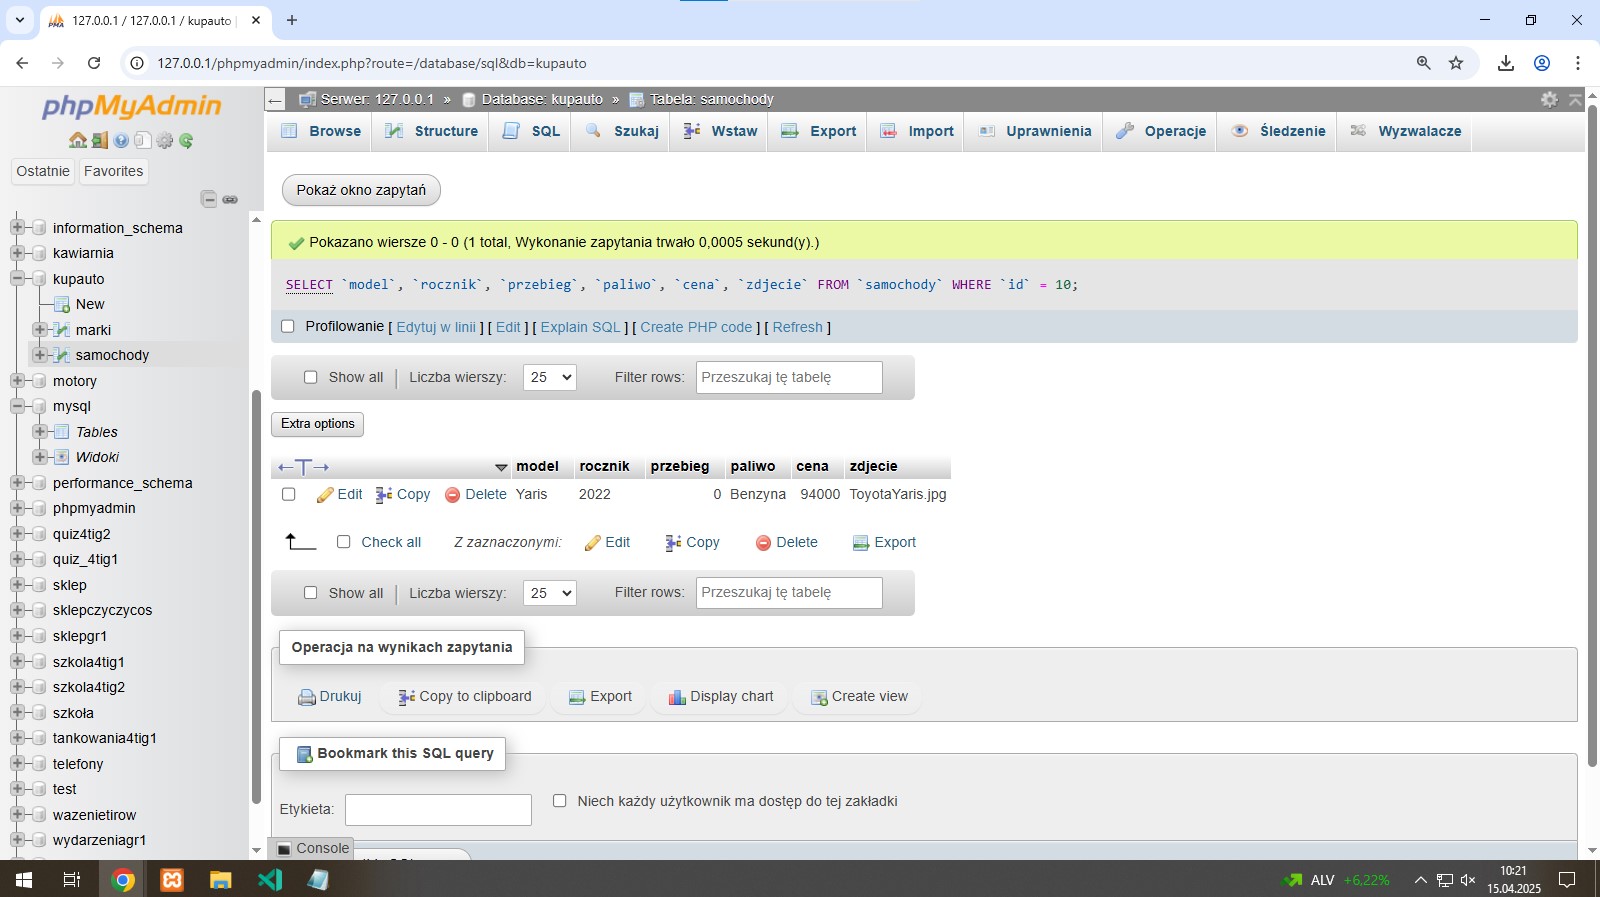 127.0.0.1 / 127.0.0.1 / kupauto
127.0.0.1/phpmyadmin/index.php?route=/database/sql&db=kupauto
phpMyAdmin
Ostatnie Favorites
information_schema
kawiarnia
kupauto
New
marki
samochody
motory
mysql
Tables
Widoki
performance_schema
phpmyadmin
quiz4tig2
quiz_4tig1
sklep
sklepczyczycos
sklepgr1
szkola4tig1
szkola4tig2
szkoła
tankowania4tig1
telefony
test
wazenietirow
wydarzeniagr1
Serwer: 127.0.0.1 » Database: kupauto » Tabela: samochody
Browse Structure SQL Szukaj Wstaw Export Import Uprawnienia Operacje Śledzenie Wyzwalacze
Pokaż okno zapytań
Pokazano wiersze 0 - 0 (1 total, Wykonanie zapytania trwało 0,0005 sekund(y).)
SELECT `model`, `rocznik`, `przebieg`, `paliwo`, `cena`, `zdjecie` FROM `samochody` WHERE `id` = 10;
Profilowanie [ Edytuj w linii ] [ Edit ] [ Explain SQL ] [ Create PHP code ] [ Refresh ]
Show all | Liczba wierszy: 25 Filter rows: Przeszukaj tę tabelę
Extra options
model rocznik przebieg paliwo cena zdjecie
Edit Copy Delete Yaris 2022 0 Benzyna 94000 ToyotaYaris.jpg
Check all Z zaznaczonymi: Edit Copy Delete Export
Show all | Liczba wierszy: 25 Filter rows: Przeszukaj tę tabelę
Operacja na wynikach zapytania
Drukuj Copy to clipboard Export Display chart Create view
Bookmark this SQL query
Etykieta: Niech każdy użytkownik ma dostęp do tej zakładki
Console
ALV +6,22%
10:21
15.04.2025